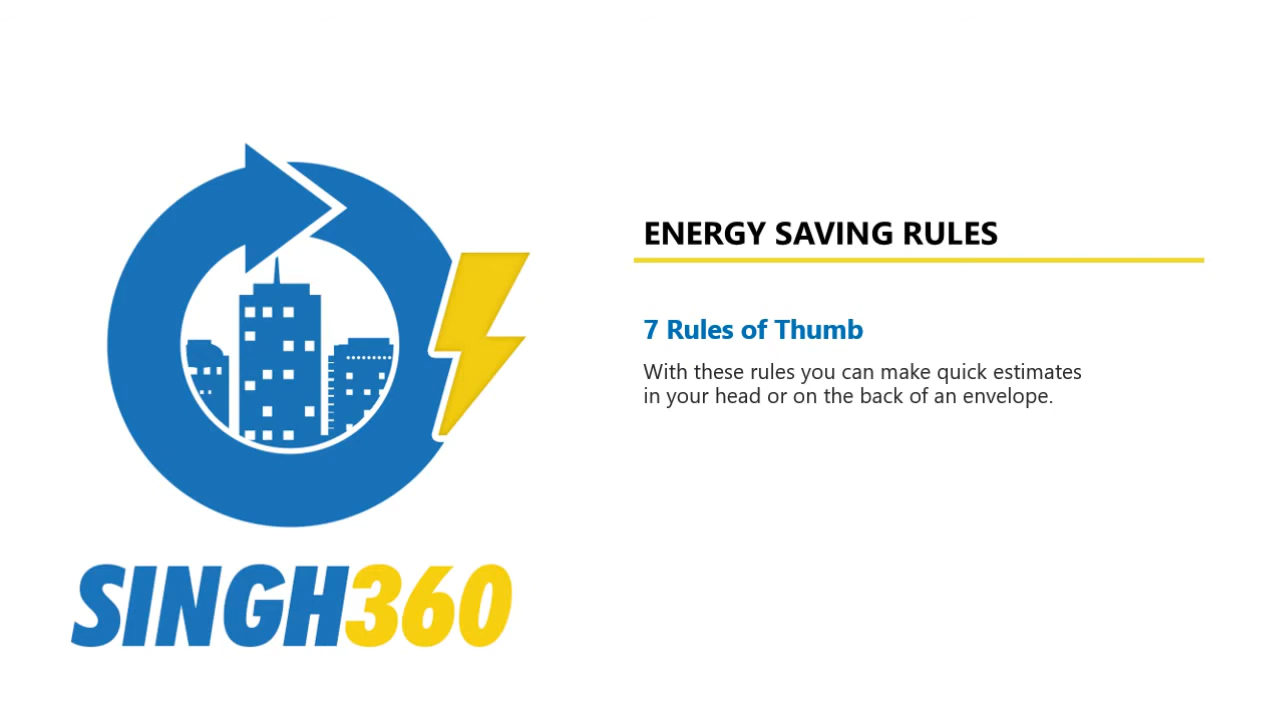 ENERGY SAVING RULES
7 Rules of Thumb
With these rules you can make quick estimates
in your head or on the back of an envelope.
SINGH360